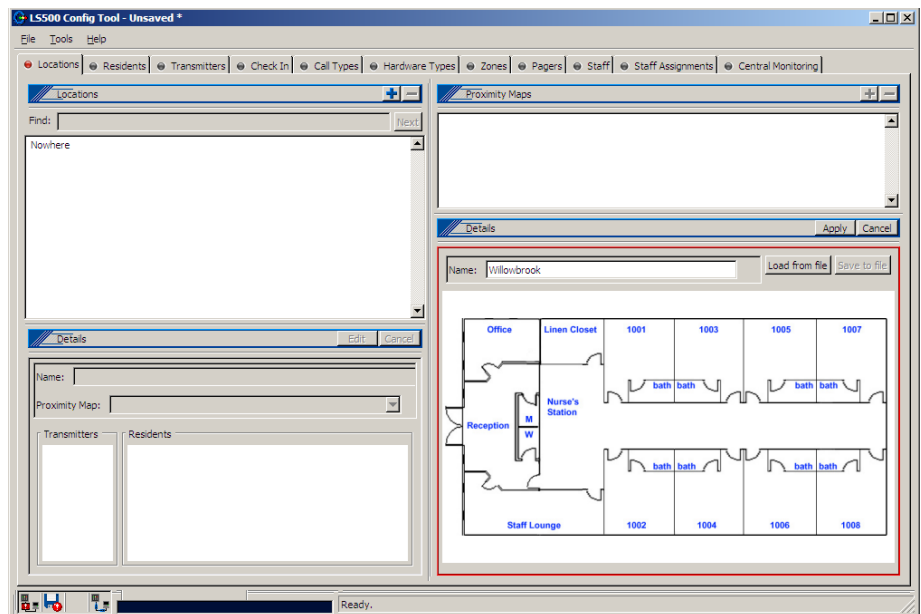 LS500 Config Tool - Unsaved *
File Tools Help
Locations Residents Transmitters Check In Call Types Hardware Types Zones Pagers Staff Staff Assignments Central Monitoring
Locations
Find: Next
Nowhere
Details Edit Cancel
Name:
Proximity Map:
Transmitters Residents
Proximity Maps
Details Apply Cancel
Name: Willowbrook Load from file Save to file
Office Linen Closet 1001 1003 1005 1007
bath bath bath bath
Nurse's
Station
Reception M
W
bath bath bath bath
Staff Lounge 1002 1004 1006 1008
Ready.